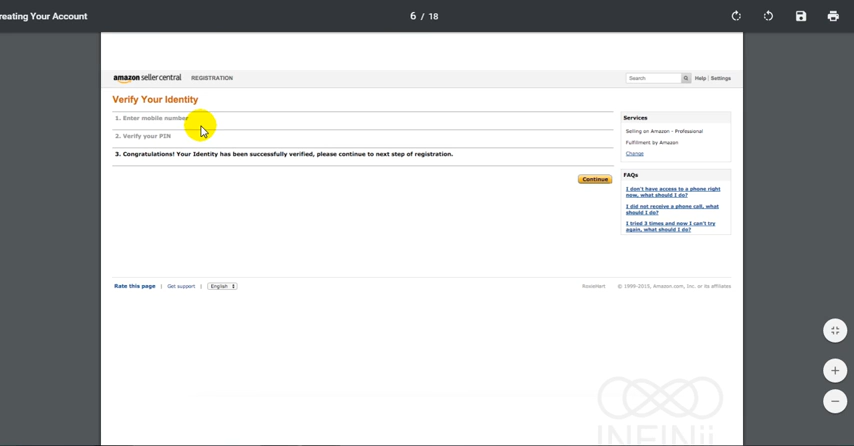 reating Your Account
6 / 18
amazon seller central REGISTRATION
Search
Help | Settings
Verify Your Identity
1. Enter mobile number
2. Verify your PIN
3. Congratulations! Your Identity has been successfully verified, please continue to next step of registration.
Continue
Services
Selling on Amazon - Professional
Fulfillment by Amazon
Change
FAQs
I don't have access to a phone right
now, what should I do?
I did not receive a phone call, what
should I do?
I tried 3 times and now I can't try
again, what should I do?
Rate this page | Get support | English
© 1999-2015, Amazon.com, Inc. or its affiliates
INFINii